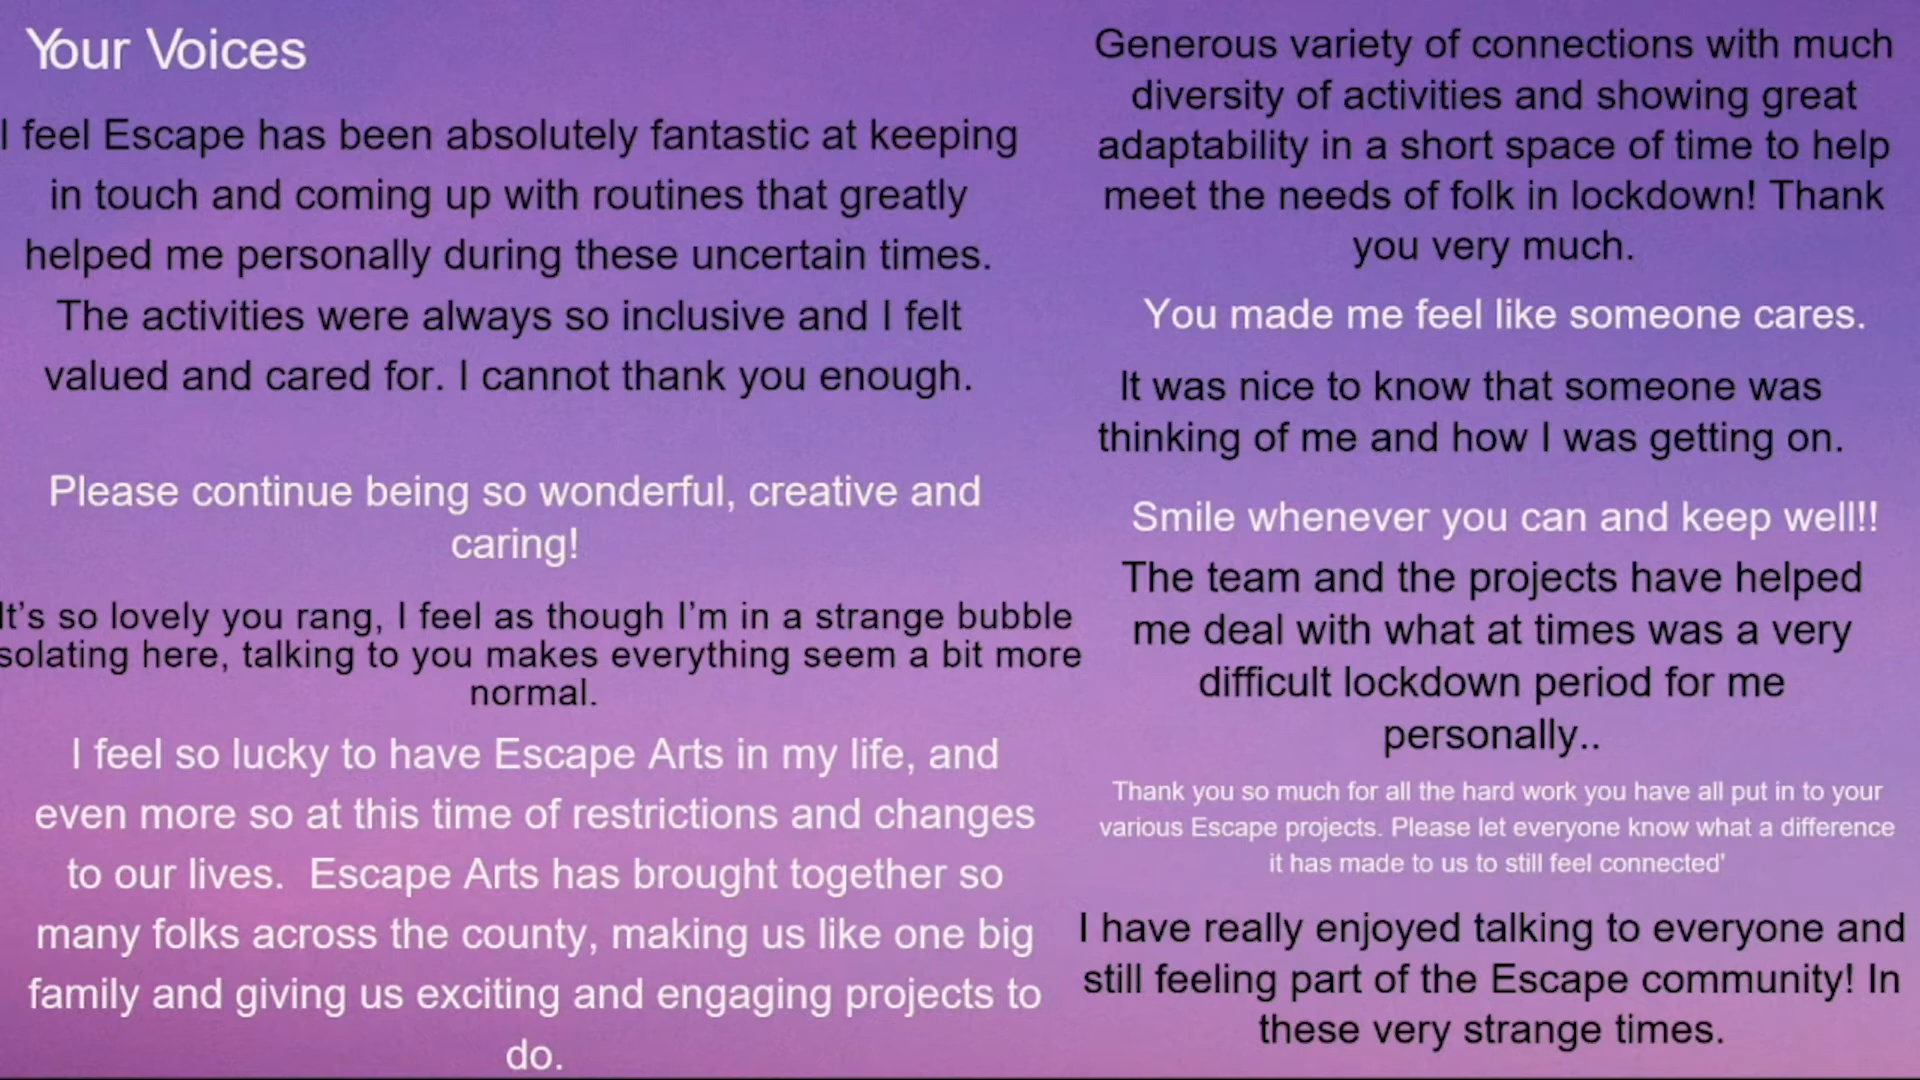 Your Voices
I feel Escape has been absolutely fantastic at keeping
in touch and coming up with routines that greatly
helped me personally during these uncertain times.
The activities were always so inclusive and I felt
valued and cared for. I cannot thank you enough.
Please continue being so wonderful, creative and
caring!
It's so lovely you rang, I feel as though I'm in a strange bubble
solating here, talking to you makes everything seem a bit more
normal.
I feel so lucky to have Escape Arts in my life, and
even more so at this time of restrictions and changes
to our lives.  Escape Arts has brought together so
many folks across the county, making us like one big
family and giving us exciting and engaging projects to
do.
Generous variety of connections with much
diversity of activities and showing great
adaptability in a short space of time to help
meet the needs of folk in lockdown! Thank
you very much.
You made me feel like someone cares.
It was nice to know that someone was
thinking of me and how I was getting on.
Smile whenever you can and keep well!!
The team and the projects have helped
me deal with what at times was a very
difficult lockdown period for me
personally..
Thank you so much for all the hard work you have all put in to your
various Escape projects. Please let everyone know what a difference
it has made to us to still feel connected'
I have really enjoyed talking to everyone and
still feeling part of the Escape community! In
these very strange times.